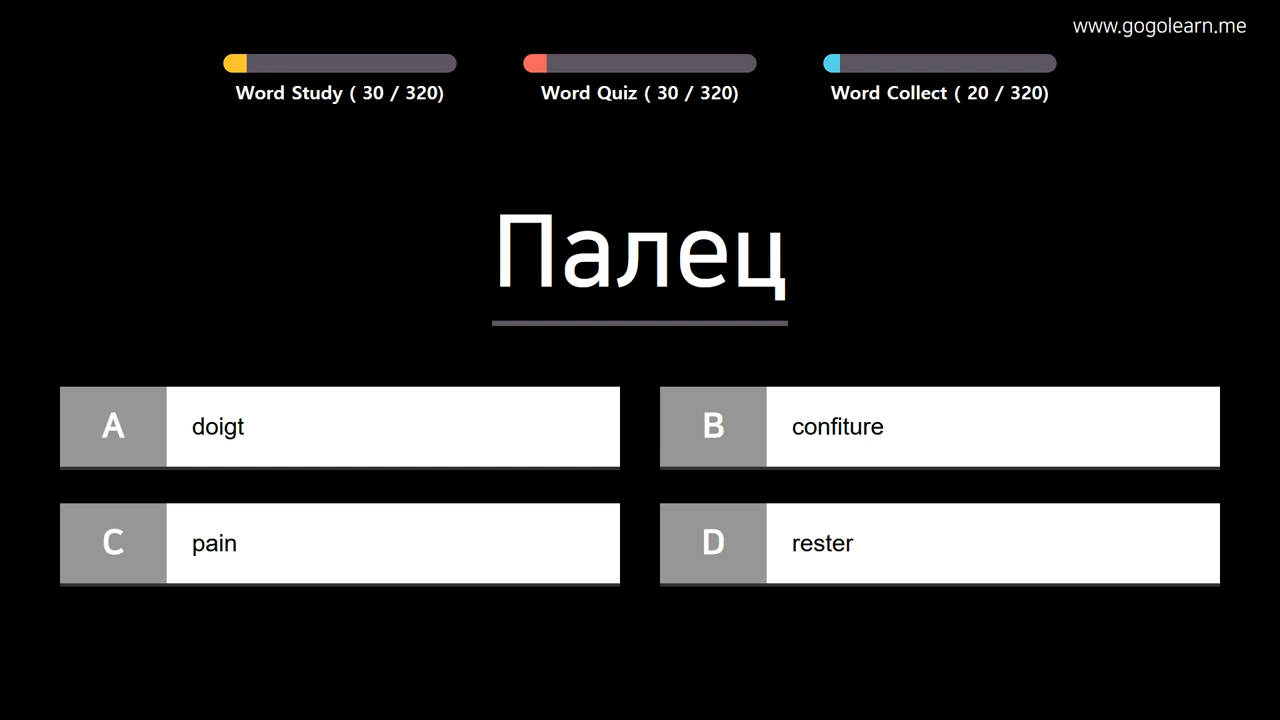 www.gogolearn.me
Word Study ( 30 / 320)
Word Quiz ( 30 / 320)
Word Collect ( 20 / 320)
Палец
A doigt
B confiture
C pain
D rester